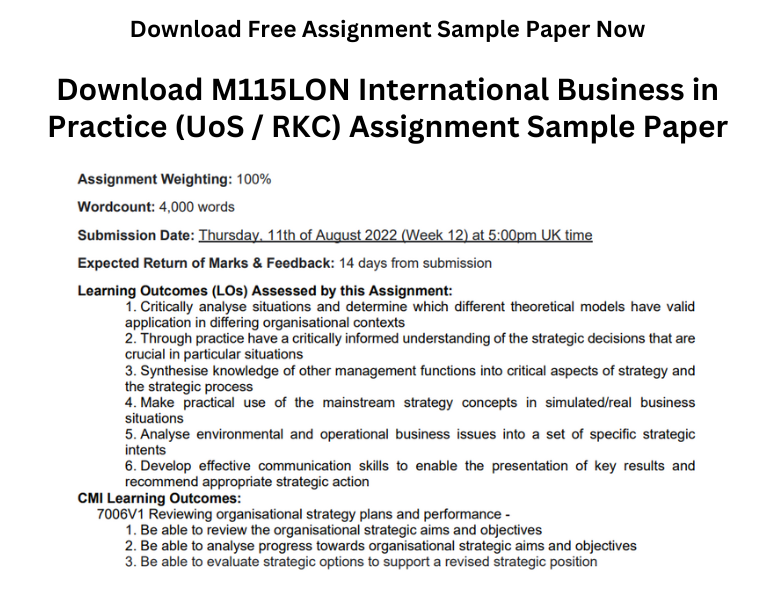 Download Free Assignment Sample Paper Now
Download M115LON International Business in
Practice (UoS / RKC) Assignment Sample Paper
Assignment Weighting: 100%
Wordcount: 4,000 words
Submission Date: Thursday, 11th of August 2022 (Week 12) at 5:00pm UK time
Expected Return of Marks & Feedback: 14 days from submission
Learning Outcomes (LOs) Assessed by this Assignment:
1. Critically analyse situations and determine which different theoretical models have valid
application in differing organisational contexts
2. Through practice have a critically informed understanding of the strategic decisions that are
crucial in particular situations
3. Synthesise knowledge of other management functions into critical aspects of strategy and
the strategic process
4. Make practical use of the mainstream strategy concepts in simulated/real business
situations
5. Analyse environmental and operational business issues into a set of specific strategic
intents
6. Develop effective communication skills to enable the presentation of key results and
recommend appropriate strategic action
CMI Learning Outcomes:
7006V1 Reviewing organisational strategy plans and performance -
1. Be able to review the organisational strategic aims and objectives
2. Be able to analyse progress towards organisational strategic aims and objectives
3. Be able to evaluate strategic options to support a revised strategic position